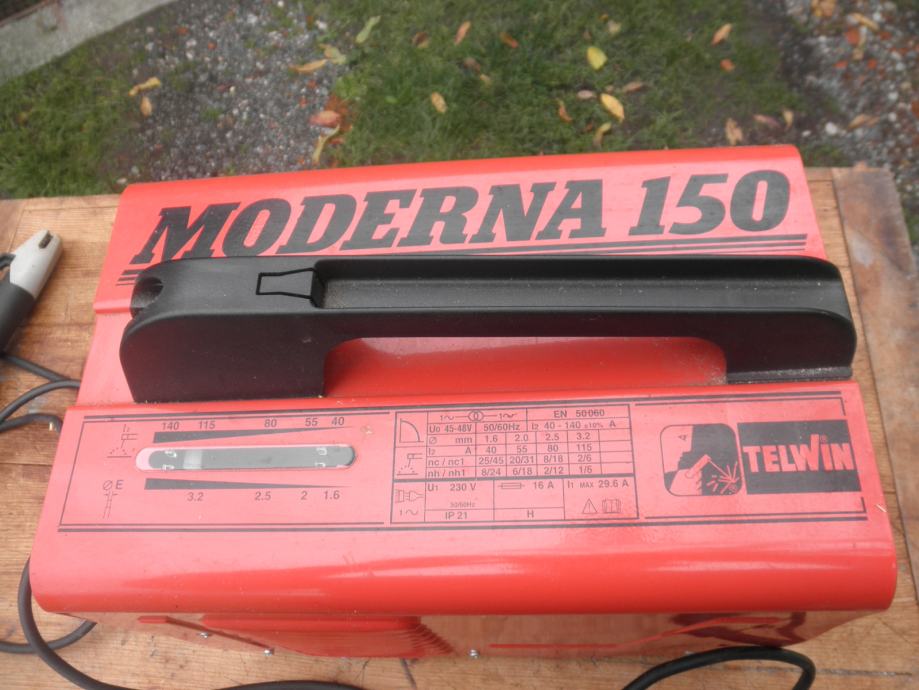 MODERNA 150
140 115 80 55 40
ØE
3.2 2.5 2 1.6
1~ EN 50060
U0 45-48V 50/60Hz I2 40 - 140 ±10% A
Ø mm 1.6 2.0 2.5 3.2
I2 A 40 55 80 115
nc / nc1 25/45 20/31 8/18 2/6
nh / nh1 8/24 6/18 2/12 1/5
U1 230 V 16 A I1 MAX 29.6 A
50/60Hz
1~ IP 21 H
TELWIN